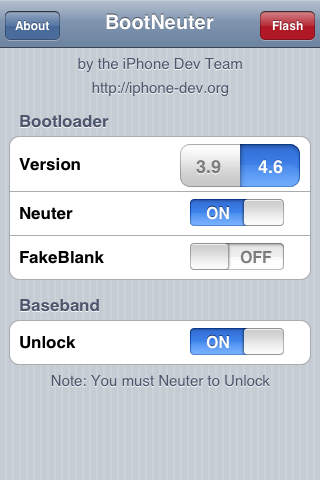 About BootNeuter Flash
by the iPhone Dev Team
http://iphone-dev.org
Bootloader
Version 3.9 4.6
Neuter ON
FakeBlank OFF
Baseband
Unlock ON
Note: You must Neuter to Unlock